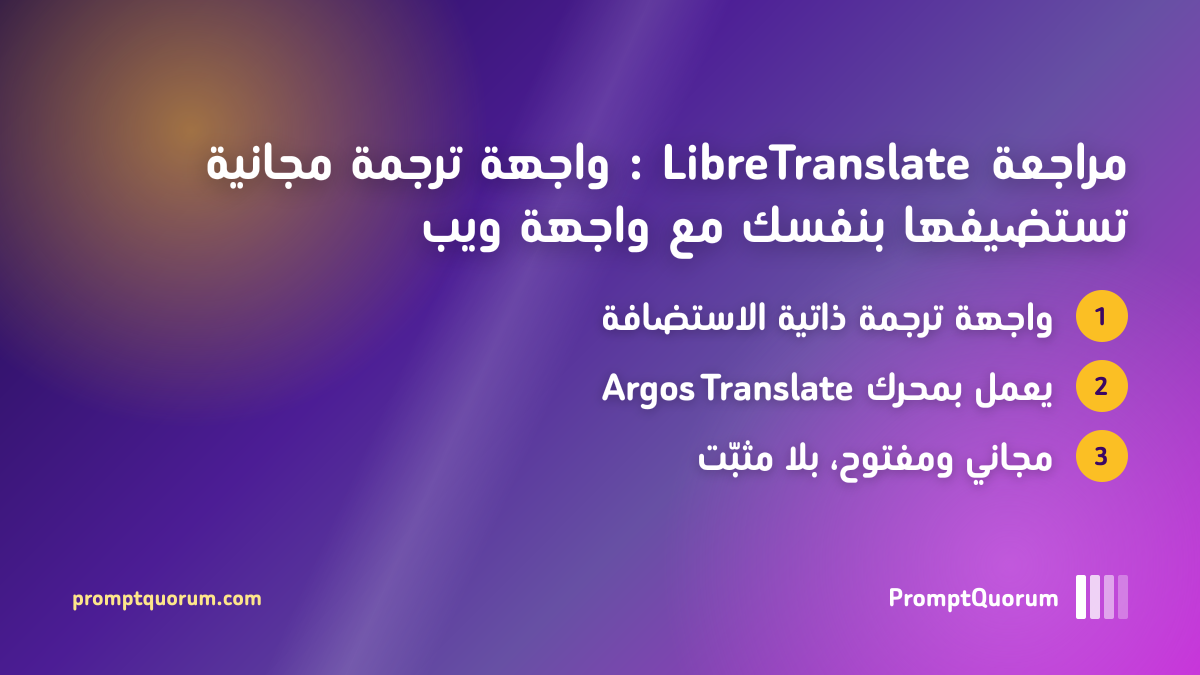 مراجعة LibreTranslate : واجهة ترجمة مجانية
تستضيفها بنفسك مع واجهة ويب
1 واجهة ترجمة ذاتية الاستضافة
2 يعمل بمحرك Argos Translate
3 مجاني ومفتوح، بلا مثبّت
PromptQuorum
promptquorum.com